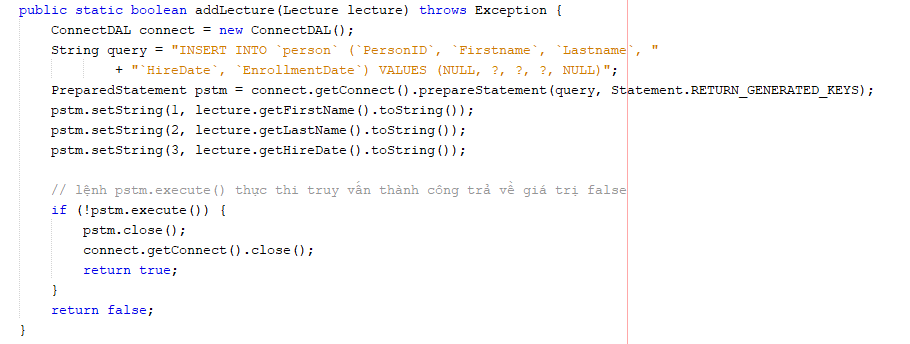 public static boolean addLecture(Lecture lecture) throws Exception {
    ConnectDAL connect = new ConnectDAL();
    String query = "INSERT INTO `person` (`PersonID`, `Firstname`, `Lastname`, "
            + "`HireDate`, `EnrollmentDate`) VALUES (NULL, ?, ?, ?, NULL)";
    PreparedStatement pstm = connect.getConnect().prepareStatement(query, Statement.RETURN_GENERATED_KEYS);
    pstm.setString(1, lecture.getFirstName().toString());
    pstm.setString(2, lecture.getLastName().toString());
    pstm.setString(3, lecture.getHireDate().toString());
    // lệnh pstm.execute() thực thi truy vấn thành công trả về giá trị false
    if (!pstm.execute()) {
        pstm.close();
        connect.getConnect().close();
        return true;
    }
    return false;
}